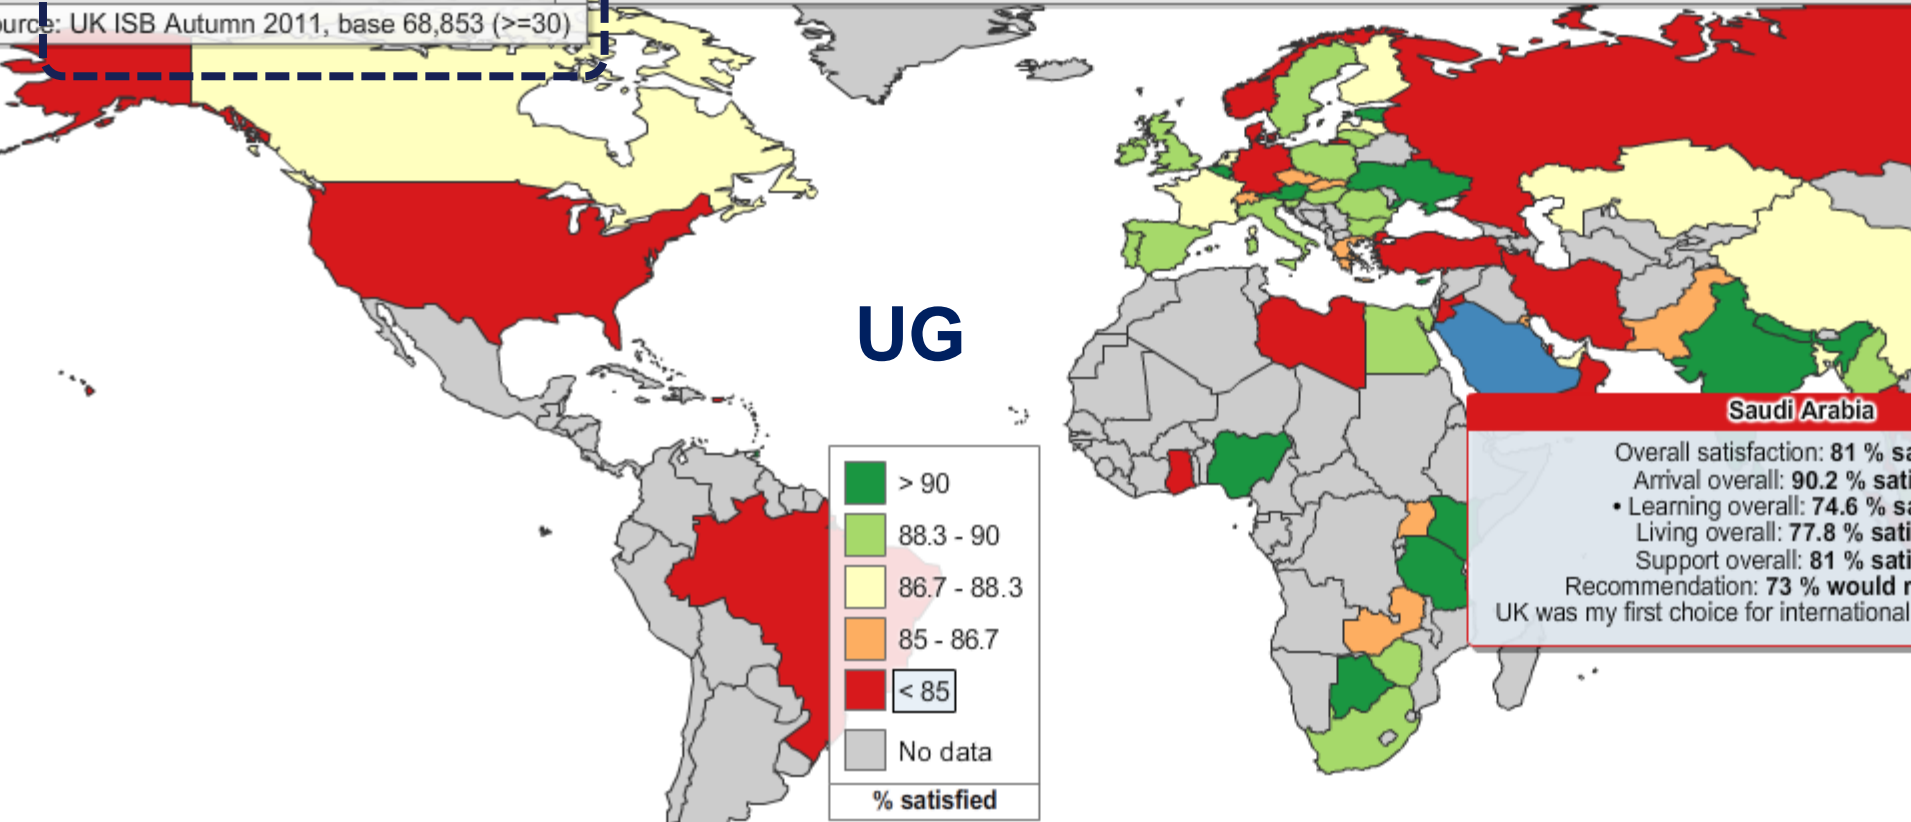 ource: UK ISB Autumn 2011, base 68,853 (>=30)
UG
> 90
88.3 - 90
86.7 - 88.3
85 - 86.7
< 85
No data
% satisfied
Saudi Arabia
Overall satisfaction: 81 % sa
Arrival overall: 90.2 % sati
• Learning overall: 74.6 % sa
Living overall: 77.8 % sati
Support overall: 81 % sati
Recommendation: 73 % would r
UK was my first choice for international